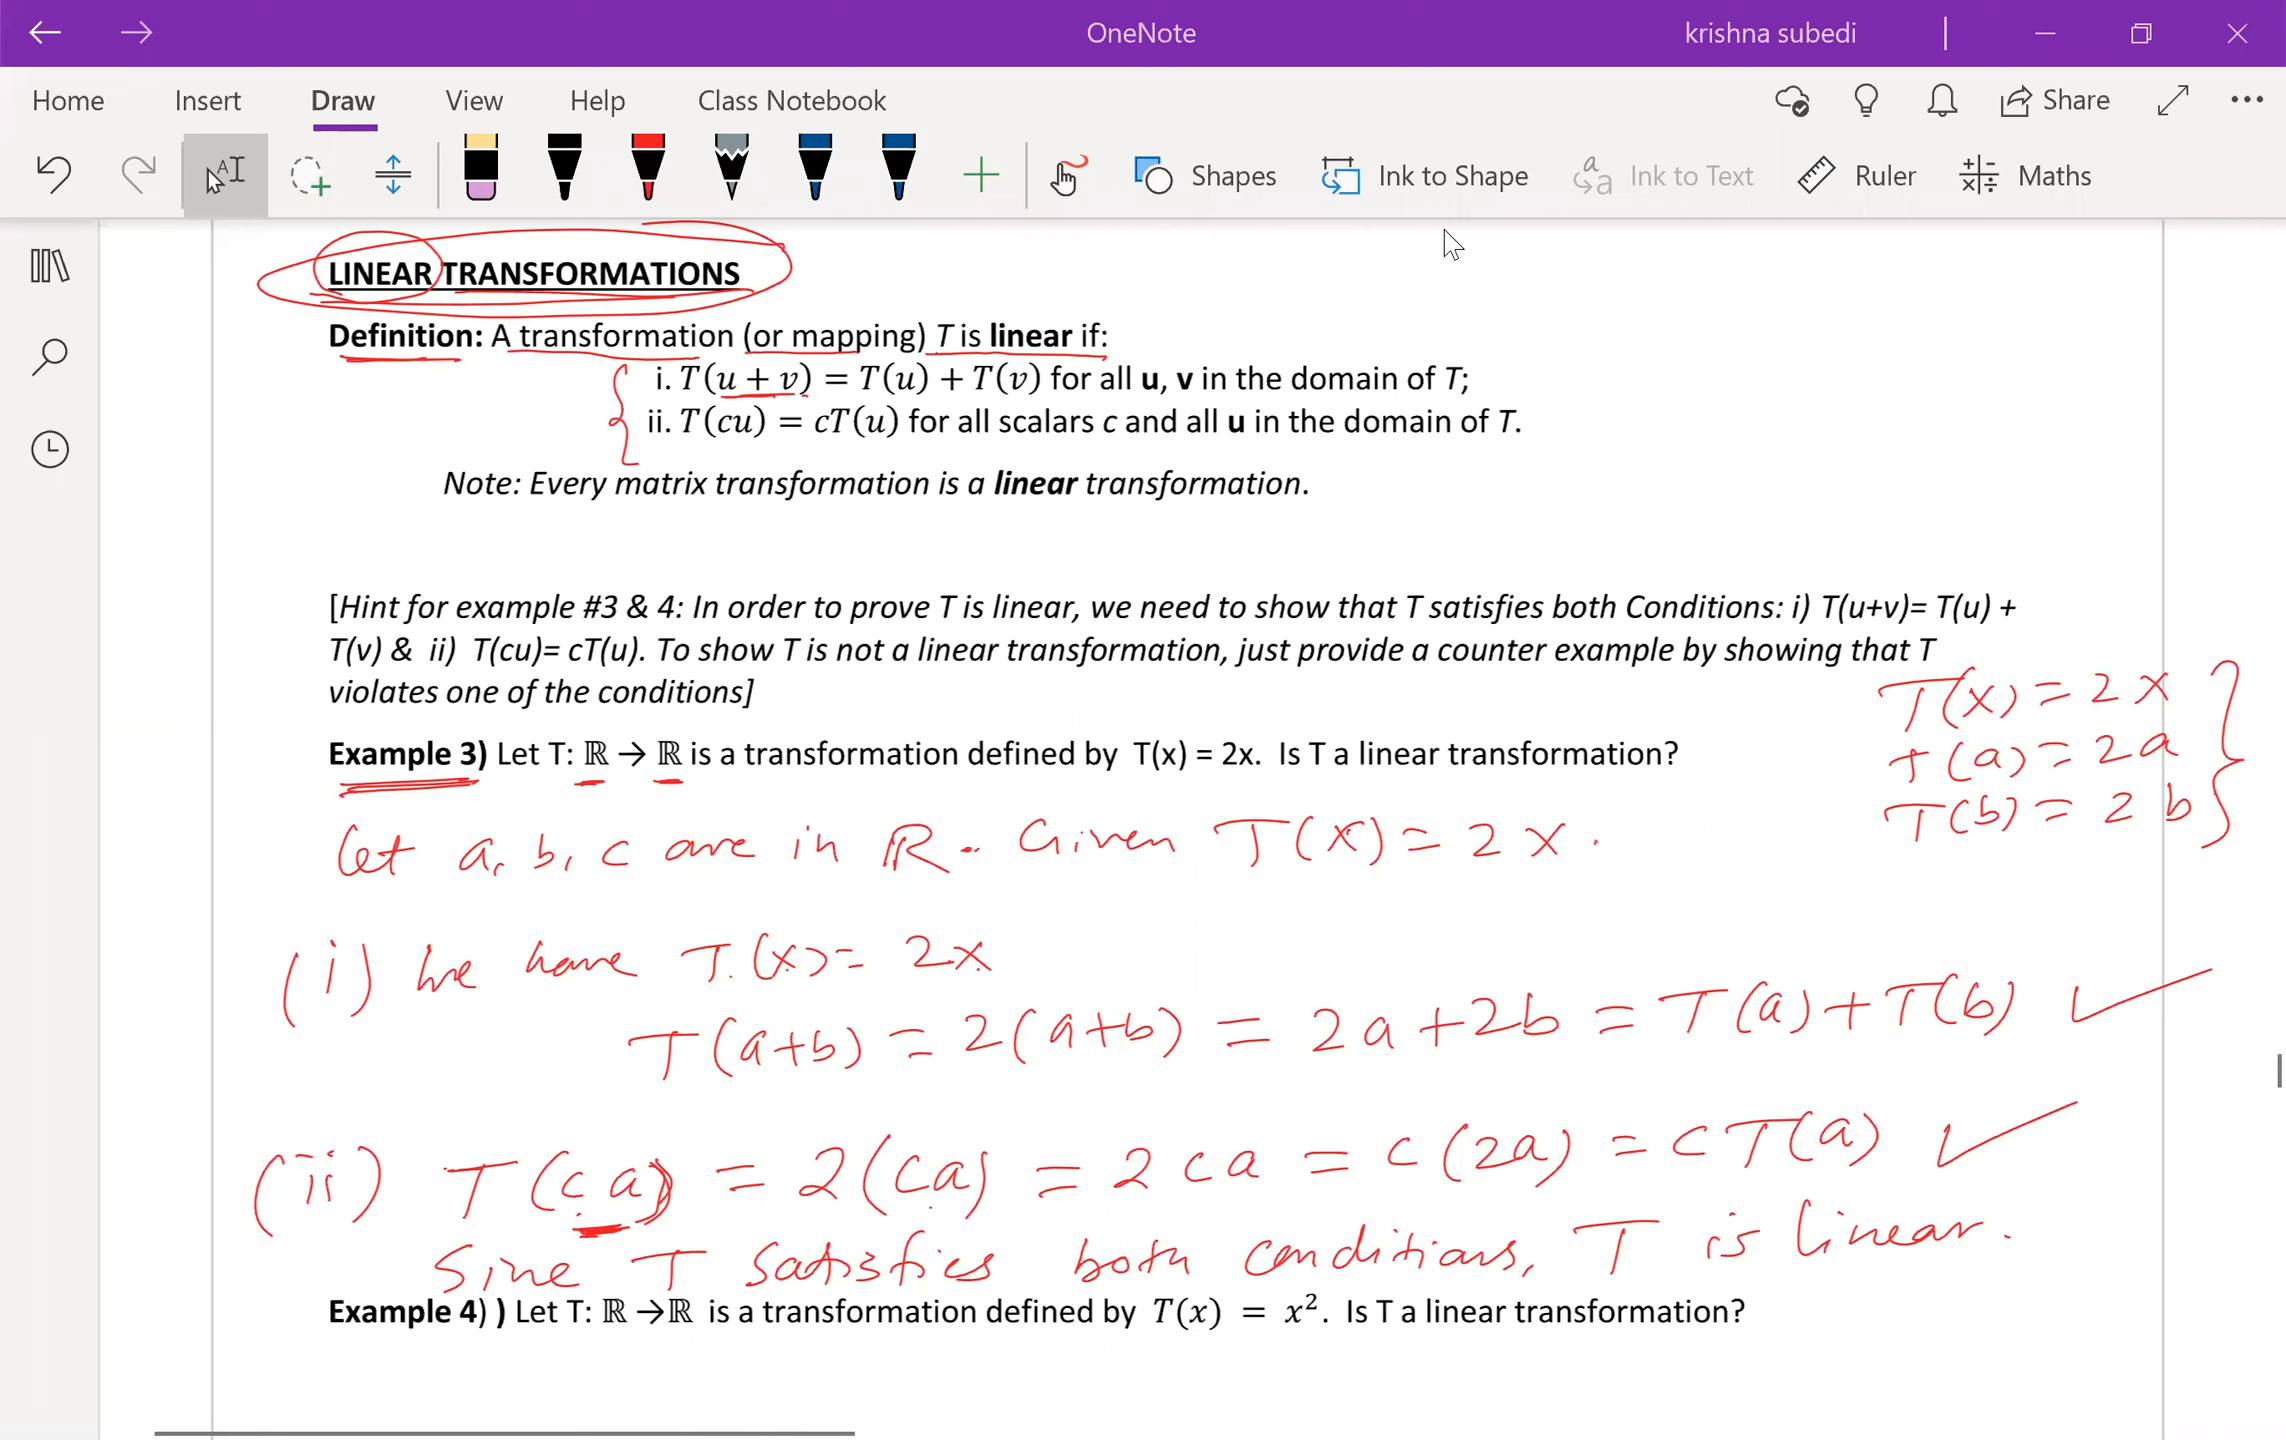 OneNote
krishna subedi
Home Insert Draw View Help Class Notebook Share
Shapes Ink to Shape Ink to Text Ruler Maths
LINEAR TRANSFORMATIONS
Definition: A transformation (or mapping) T is linear if:
i. T(u + v) = T(u) + T(v) for all u, v in the domain of T;
ii. T(cu) = cT(u) for all scalars c and all u in the domain of T.
Note: Every matrix transformation is a linear transformation.
[Hint for example #3 & 4: In order to prove T is linear, we need to show that T satisfies both Conditions: i) T(u+v)= T(u) +
T(v) & ii) T(cu)= cT(u). To show T is not a linear transformation, just provide a counter example by showing that T
violates one of the conditions]
T(x) = 2x
T(a) = 2a
T(b) = 2b
Example 3) Let T: ℝ → ℝ is a transformation defined by T(x) = 2x. Is T a linear transformation?
Let a, b, c are in ℝ. Given T(x) = 2x.
(i) We have T(x) = 2x
T(a+b) = 2(a+b) = 2a+2b = T(a)+T(b) ✓
(ii) T(ca) = 2(ca) = 2ca = c(2a) = cT(a) ✓
Sine T satisfies both conditions, T is linear.
Example 4) ) Let T: ℝ →ℝ is a transformation defined by T(x) = x². Is T a linear transformation?